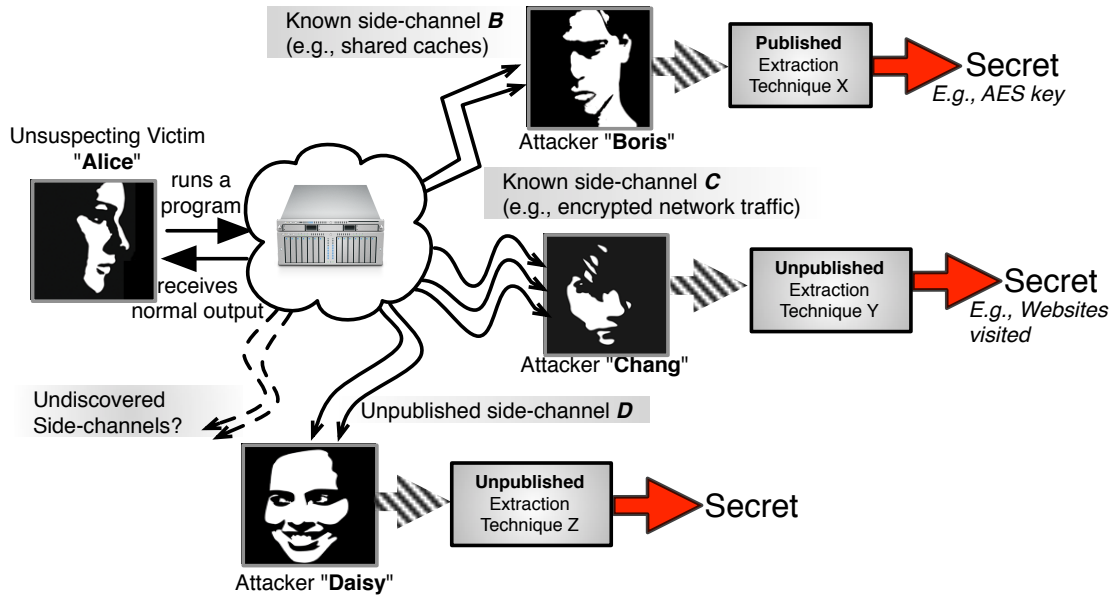 Known side-channel B
(e.g., shared caches)
Attacker "Boris"
Published
Extraction
Technique X
Secret
E.g., AES key
Unsuspecting Victim
"Alice"
runs a
program
receives
normal output
Known side-channel C
(e.g., encrypted network traffic)
Attacker "Chang"
Unpublished
Extraction
Technique Y
Secret
E.g., Websites
visited
Undiscovered
Side-channels?
Unpublished side-channel D
Attacker "Daisy"
Unpublished
Extraction
Technique Z
Secret